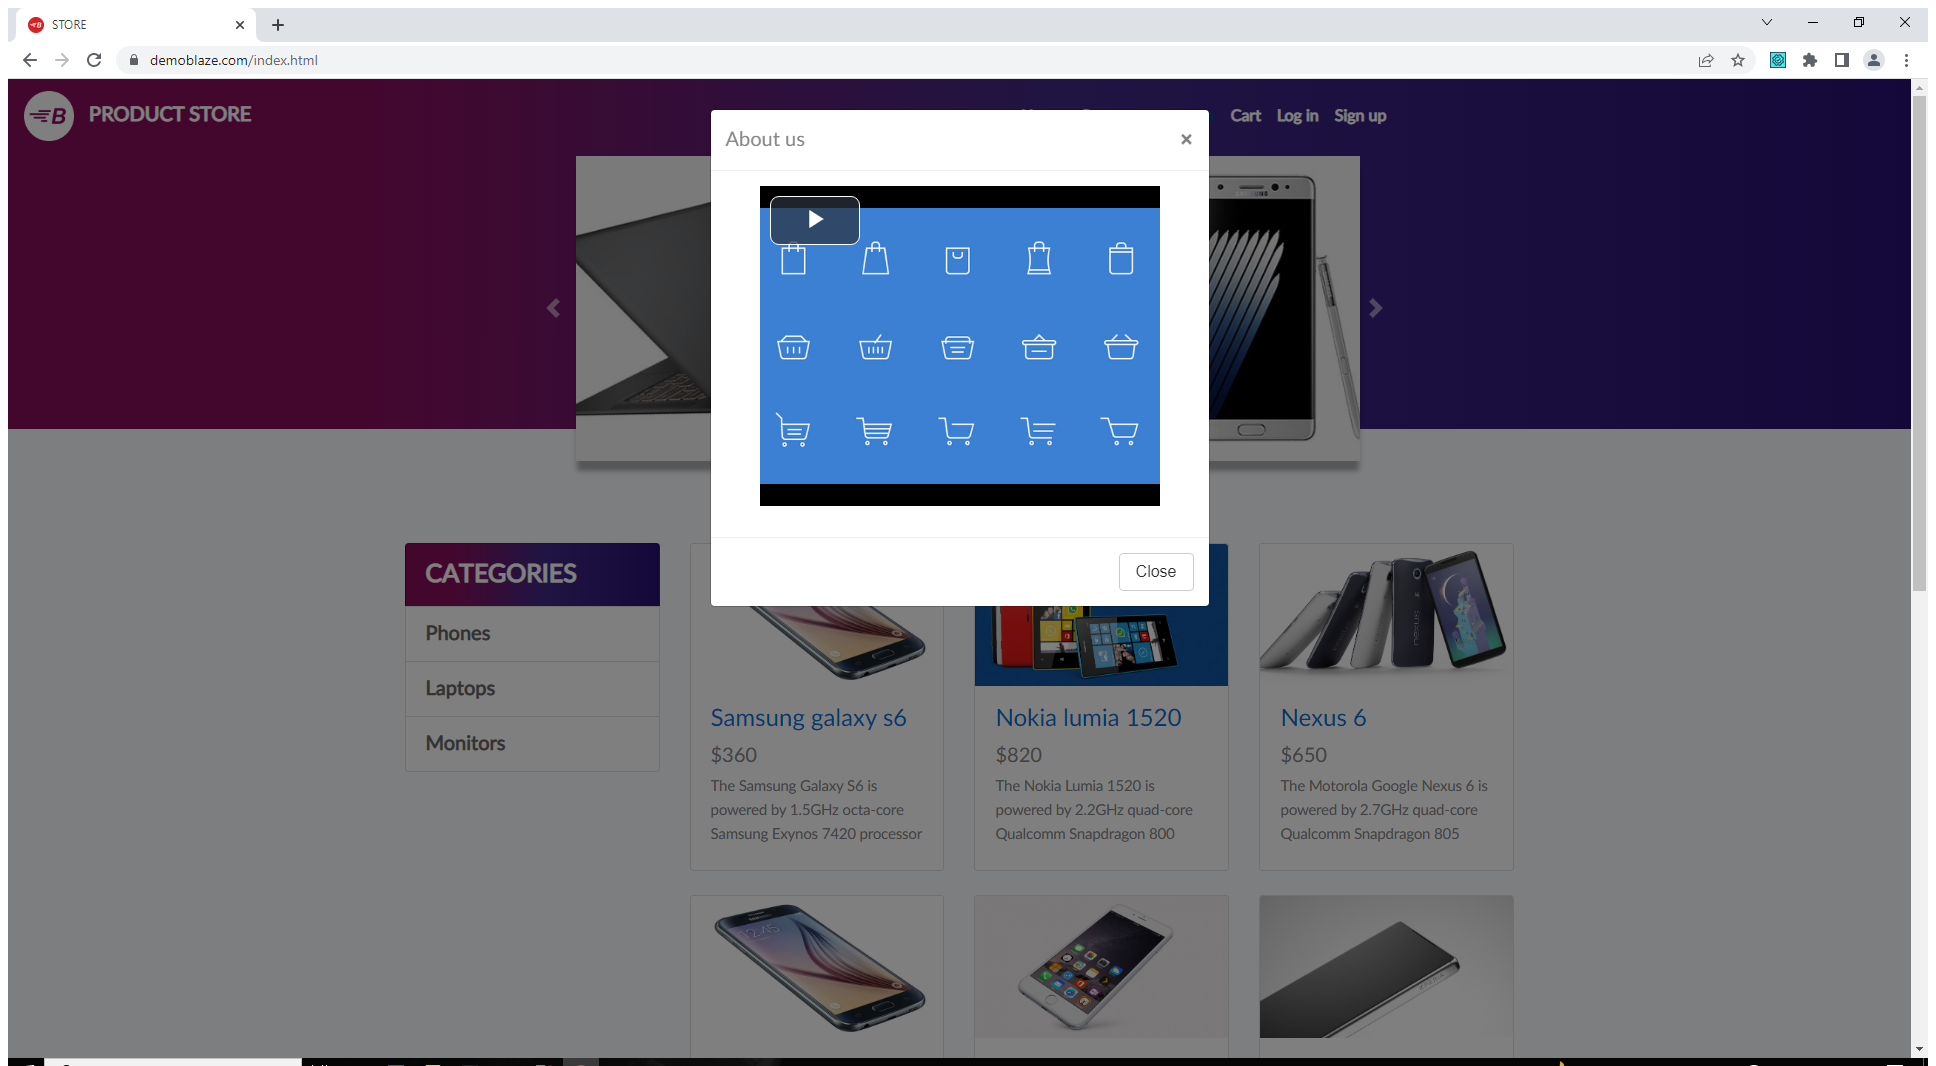 STORE
demoblaze.com/index.html
B PRODUCT STORE
Cart Log in Sign up
About us
SAMSUNG
Close
CATEGORIES
Phones
Laptops
Monitors
Samsung galaxy s6
$360
The Samsung Galaxy S6 is
powered by 1.5GHz octa-core
Samsung Exynos 7420 processor
Nokia lumia 1520
$820
The Nokia Lumia 1520 is
powered by 2.2GHz quad-core
Qualcomm Snapdragon 800
Nexus 6
$650
The Motorola Google Nexus 6 is
powered by 2.7GHz quad-core
Qualcomm Snapdragon 805
12:45